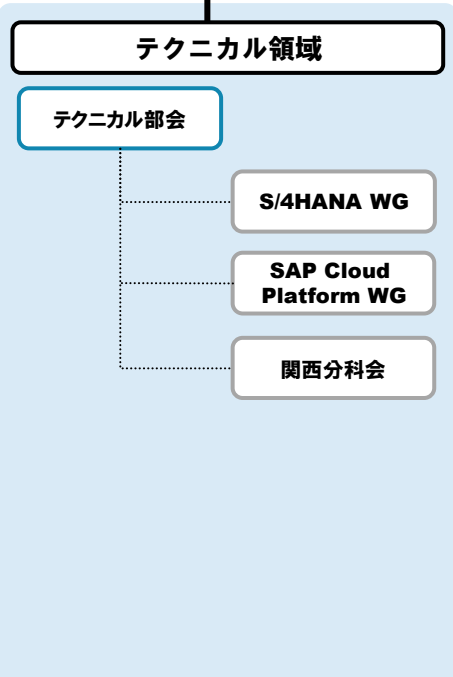 テクニカル領域
テクニカル部会
S/4HANA WG
SAP Cloud
Platform WG
関西分科会